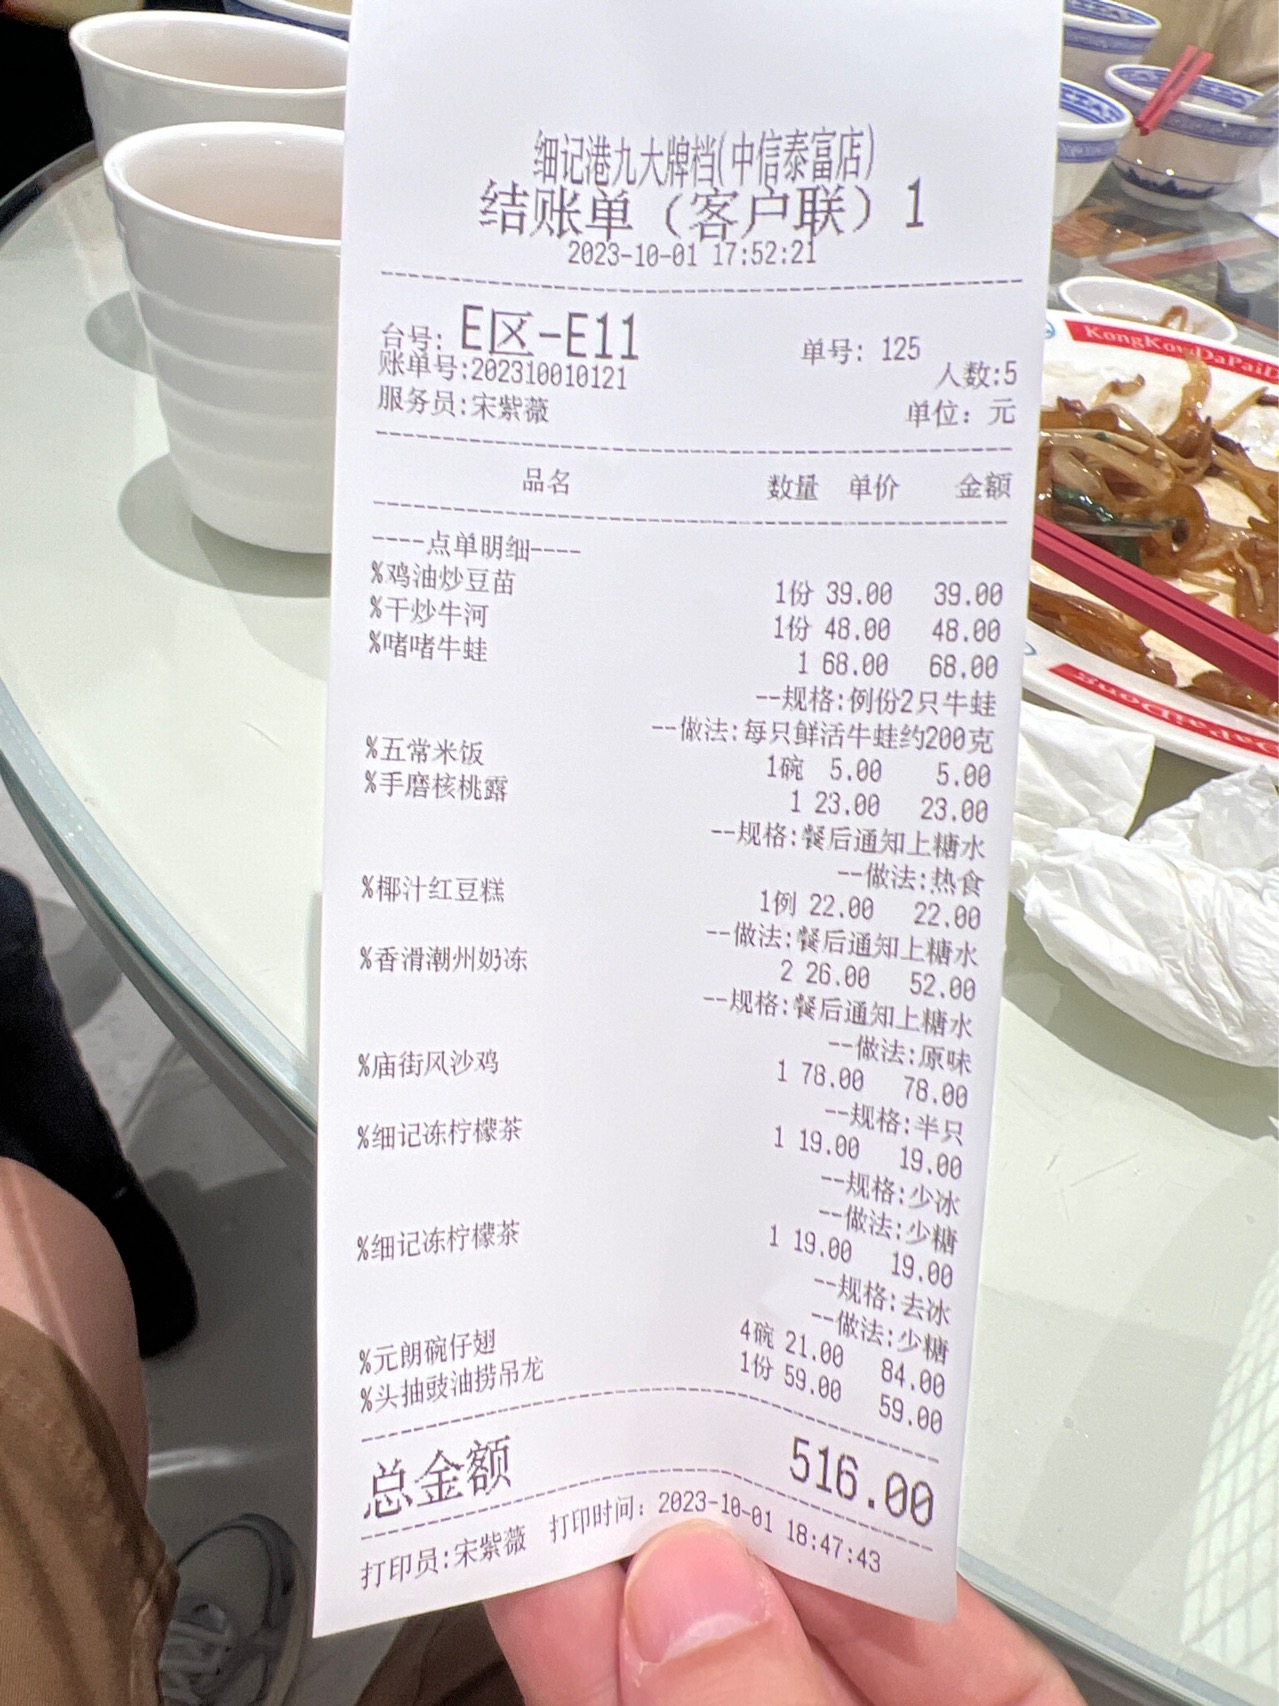 细记港九大牌档(中信泰富店)
结账单（客户联）1
2023-10-01 17:52:21
台号: E区-E11 单号: 125
账单号:202310010121 人数:5
服务员:宋紫薇 单位: 元
品名 数量 单价 金额
----点单明细----
%鸡油炒豆苗 1份 39.00 39.00
%干炒牛河 1份 48.00 48.00
%啫啫牛蛙 1 68.00 68.00
--规格:例份2只牛蛙
--做法:每只鲜活牛蛙约200克
%五常米饭 1碗 5.00 5.00
%手磨核桃露 1 23.00 23.00
--规格:餐后通知上糖水
--做法:热食
%椰汁红豆糕 1例 22.00 22.00
--做法:餐后通知上糖水
%香滑潮州奶冻 2 26.00 52.00
--规格:餐后通知上糖水
--做法:原味
%庙街风沙鸡 1 78.00 78.00
--规格:半只
%细记冻柠檬茶 1 19.00 19.00
--规格:少冰
--做法:少糖
%细记冻柠檬茶 1 19.00 19.00
--规格:去冰
--做法:少糖
%元朗碗仔翅 4碗 21.00 84.00
%头抽豉油捞吊龙 1份 59.00 59.00
总金额 516.00
打印员:宋紫薇 打印时间: 2023-10-01 18:47:43
KongKowDaPaiD